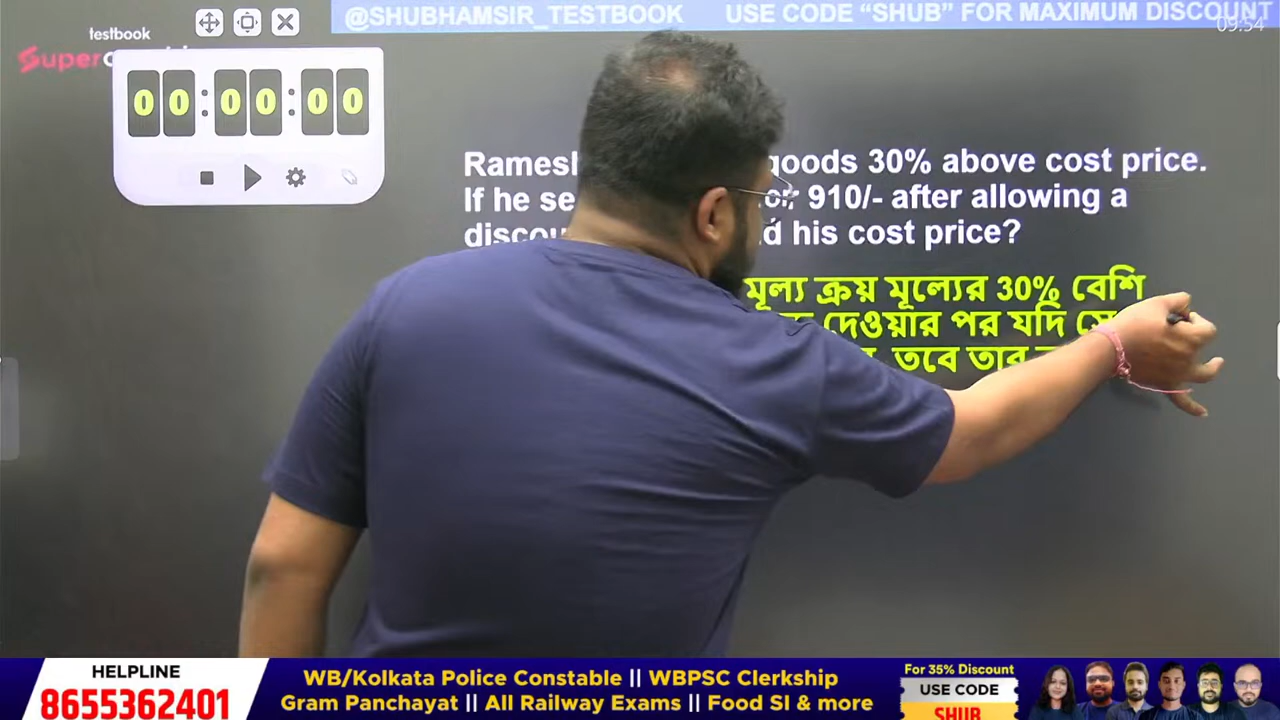 @SHUBHAMSIR_TESTBOOK USE CODE “SHUB” FOR MAXIMUM DISCOUNT
09:54
testbook
Super
00:00:00
goods 30% above cost price.
If he 910/- after allowing a
his cost price?
মূল্য ক্রয় মূল্যের 30% বেশি
দেওয়ার পর যদি
তবে তার
HELPLINE
8655362401
WB/Kolkata Police Constable || WBPSC Clerkship
Gram Panchayat || All Railway Exams || Food SI & more
For 35% Discount
USE CODE
SHUB